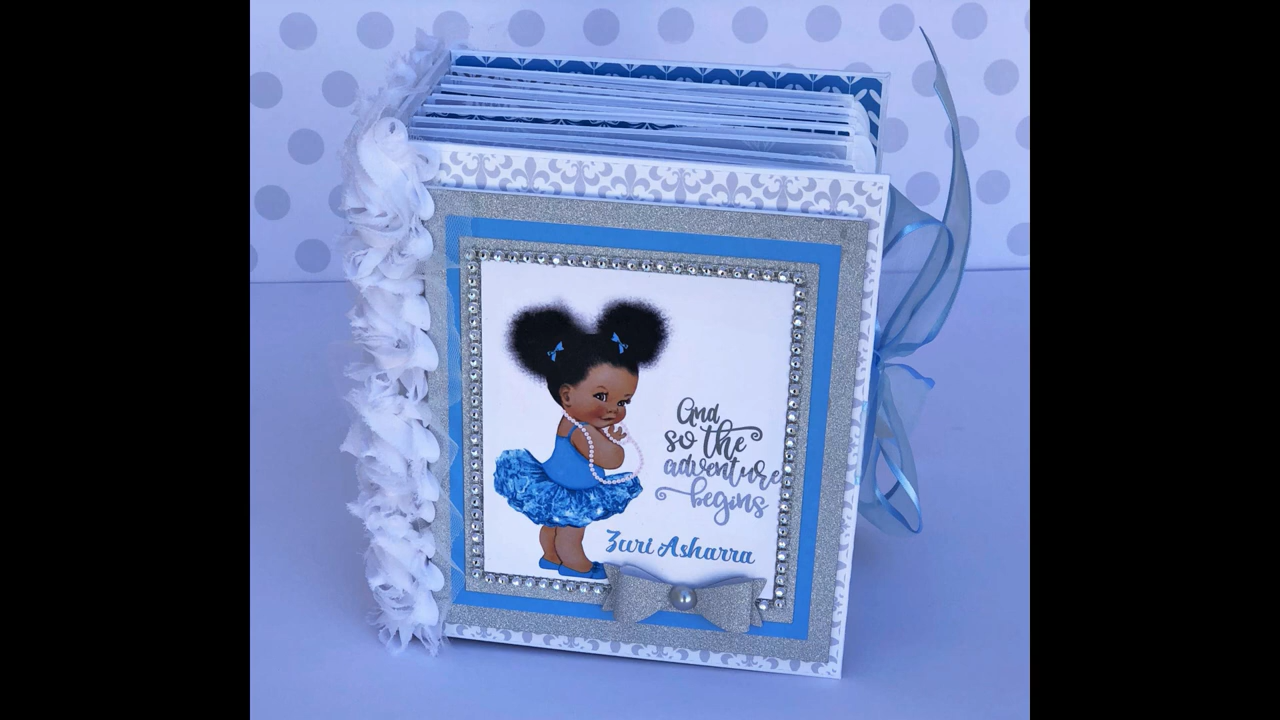 And
so the
adventure
begins
Zuri Asharra